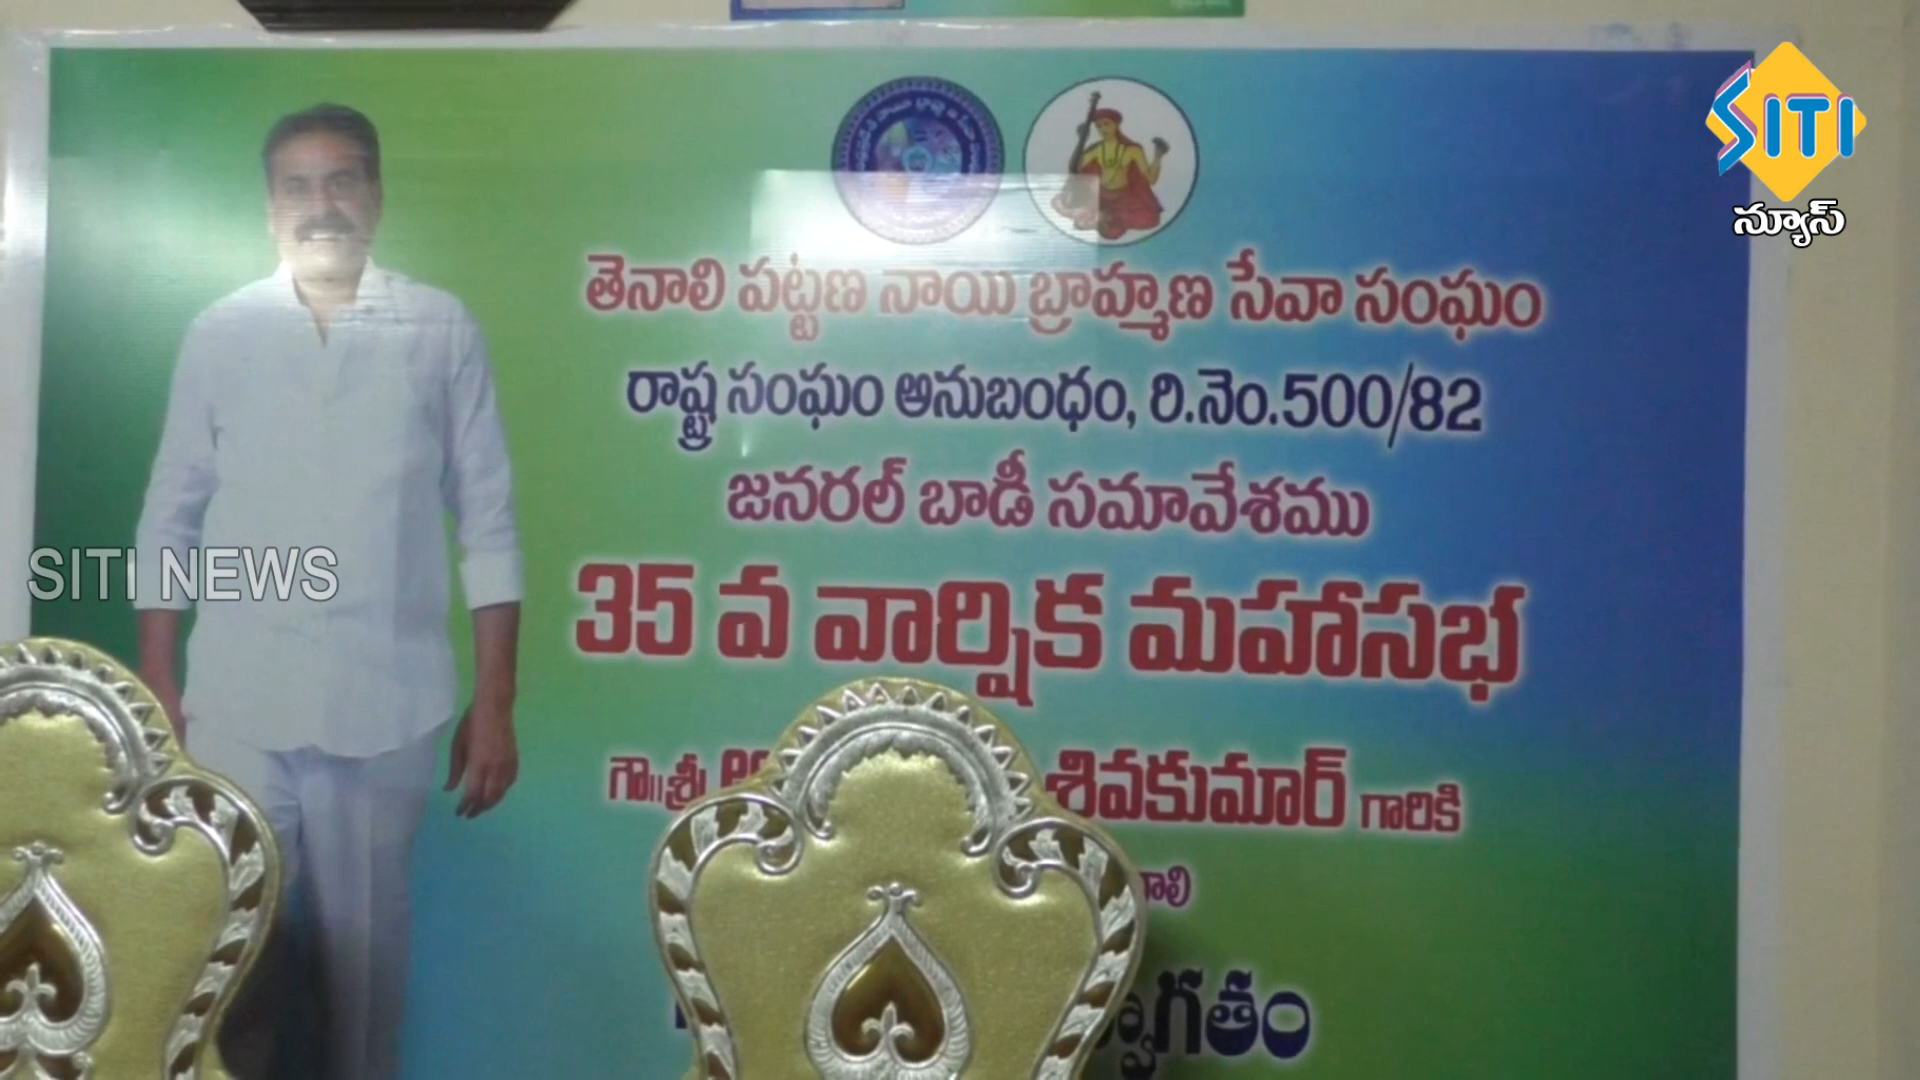 SITI
న్యూస్
తెనాలి పట్టణ నాయి బ్రాహ్మణ సేవా సంఘం
రాష్ట్ర సంఘం అనుబంధం, రి.నెం.500/82
జనరల్ బాడీ సమావేశము
35 వ వార్షిక మహాసభ
SITI NEWS
గౌ॥శ్రీ శివకుమార్ గారికి